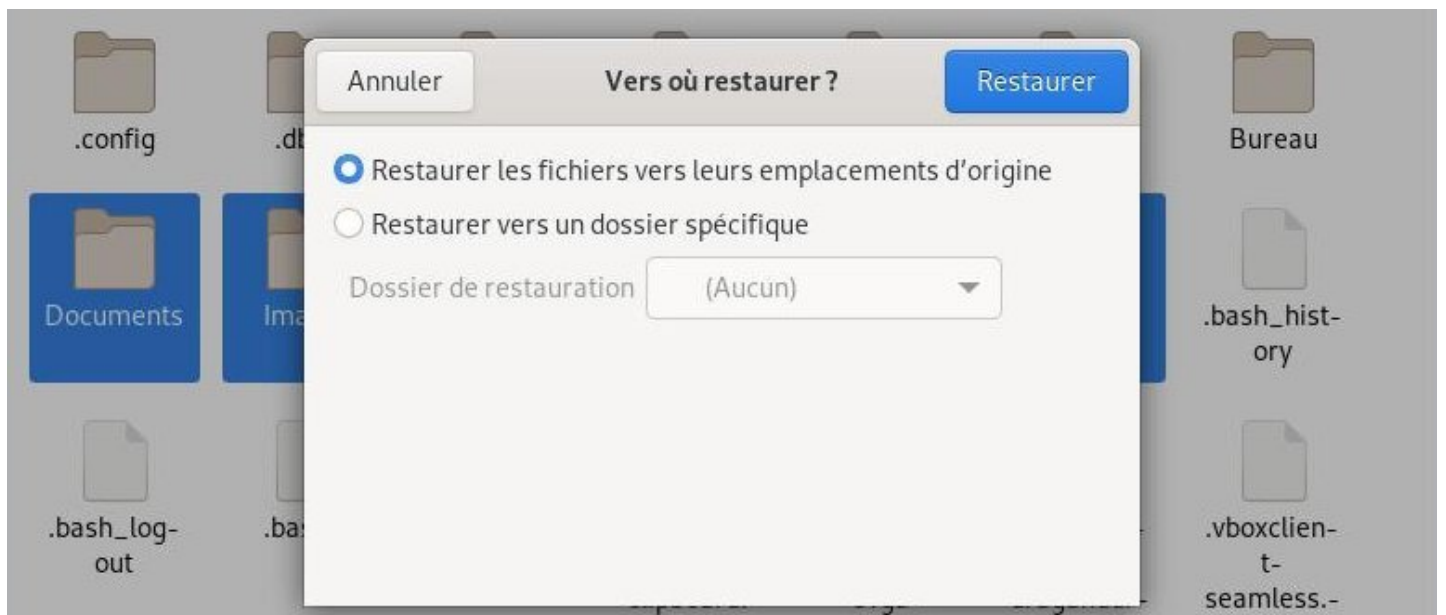 Annuler
Vers où restaurer ?
Restaurer
.config
Bureau
Restaurer les fichiers vers leurs emplacements d'origine
Restaurer vers un dossier spécifique
Dossier de restauration
(Aucun)
Documents
.bash_hist-
ory
.bash_log-
out
.vboxclien-
t-
seamless.-